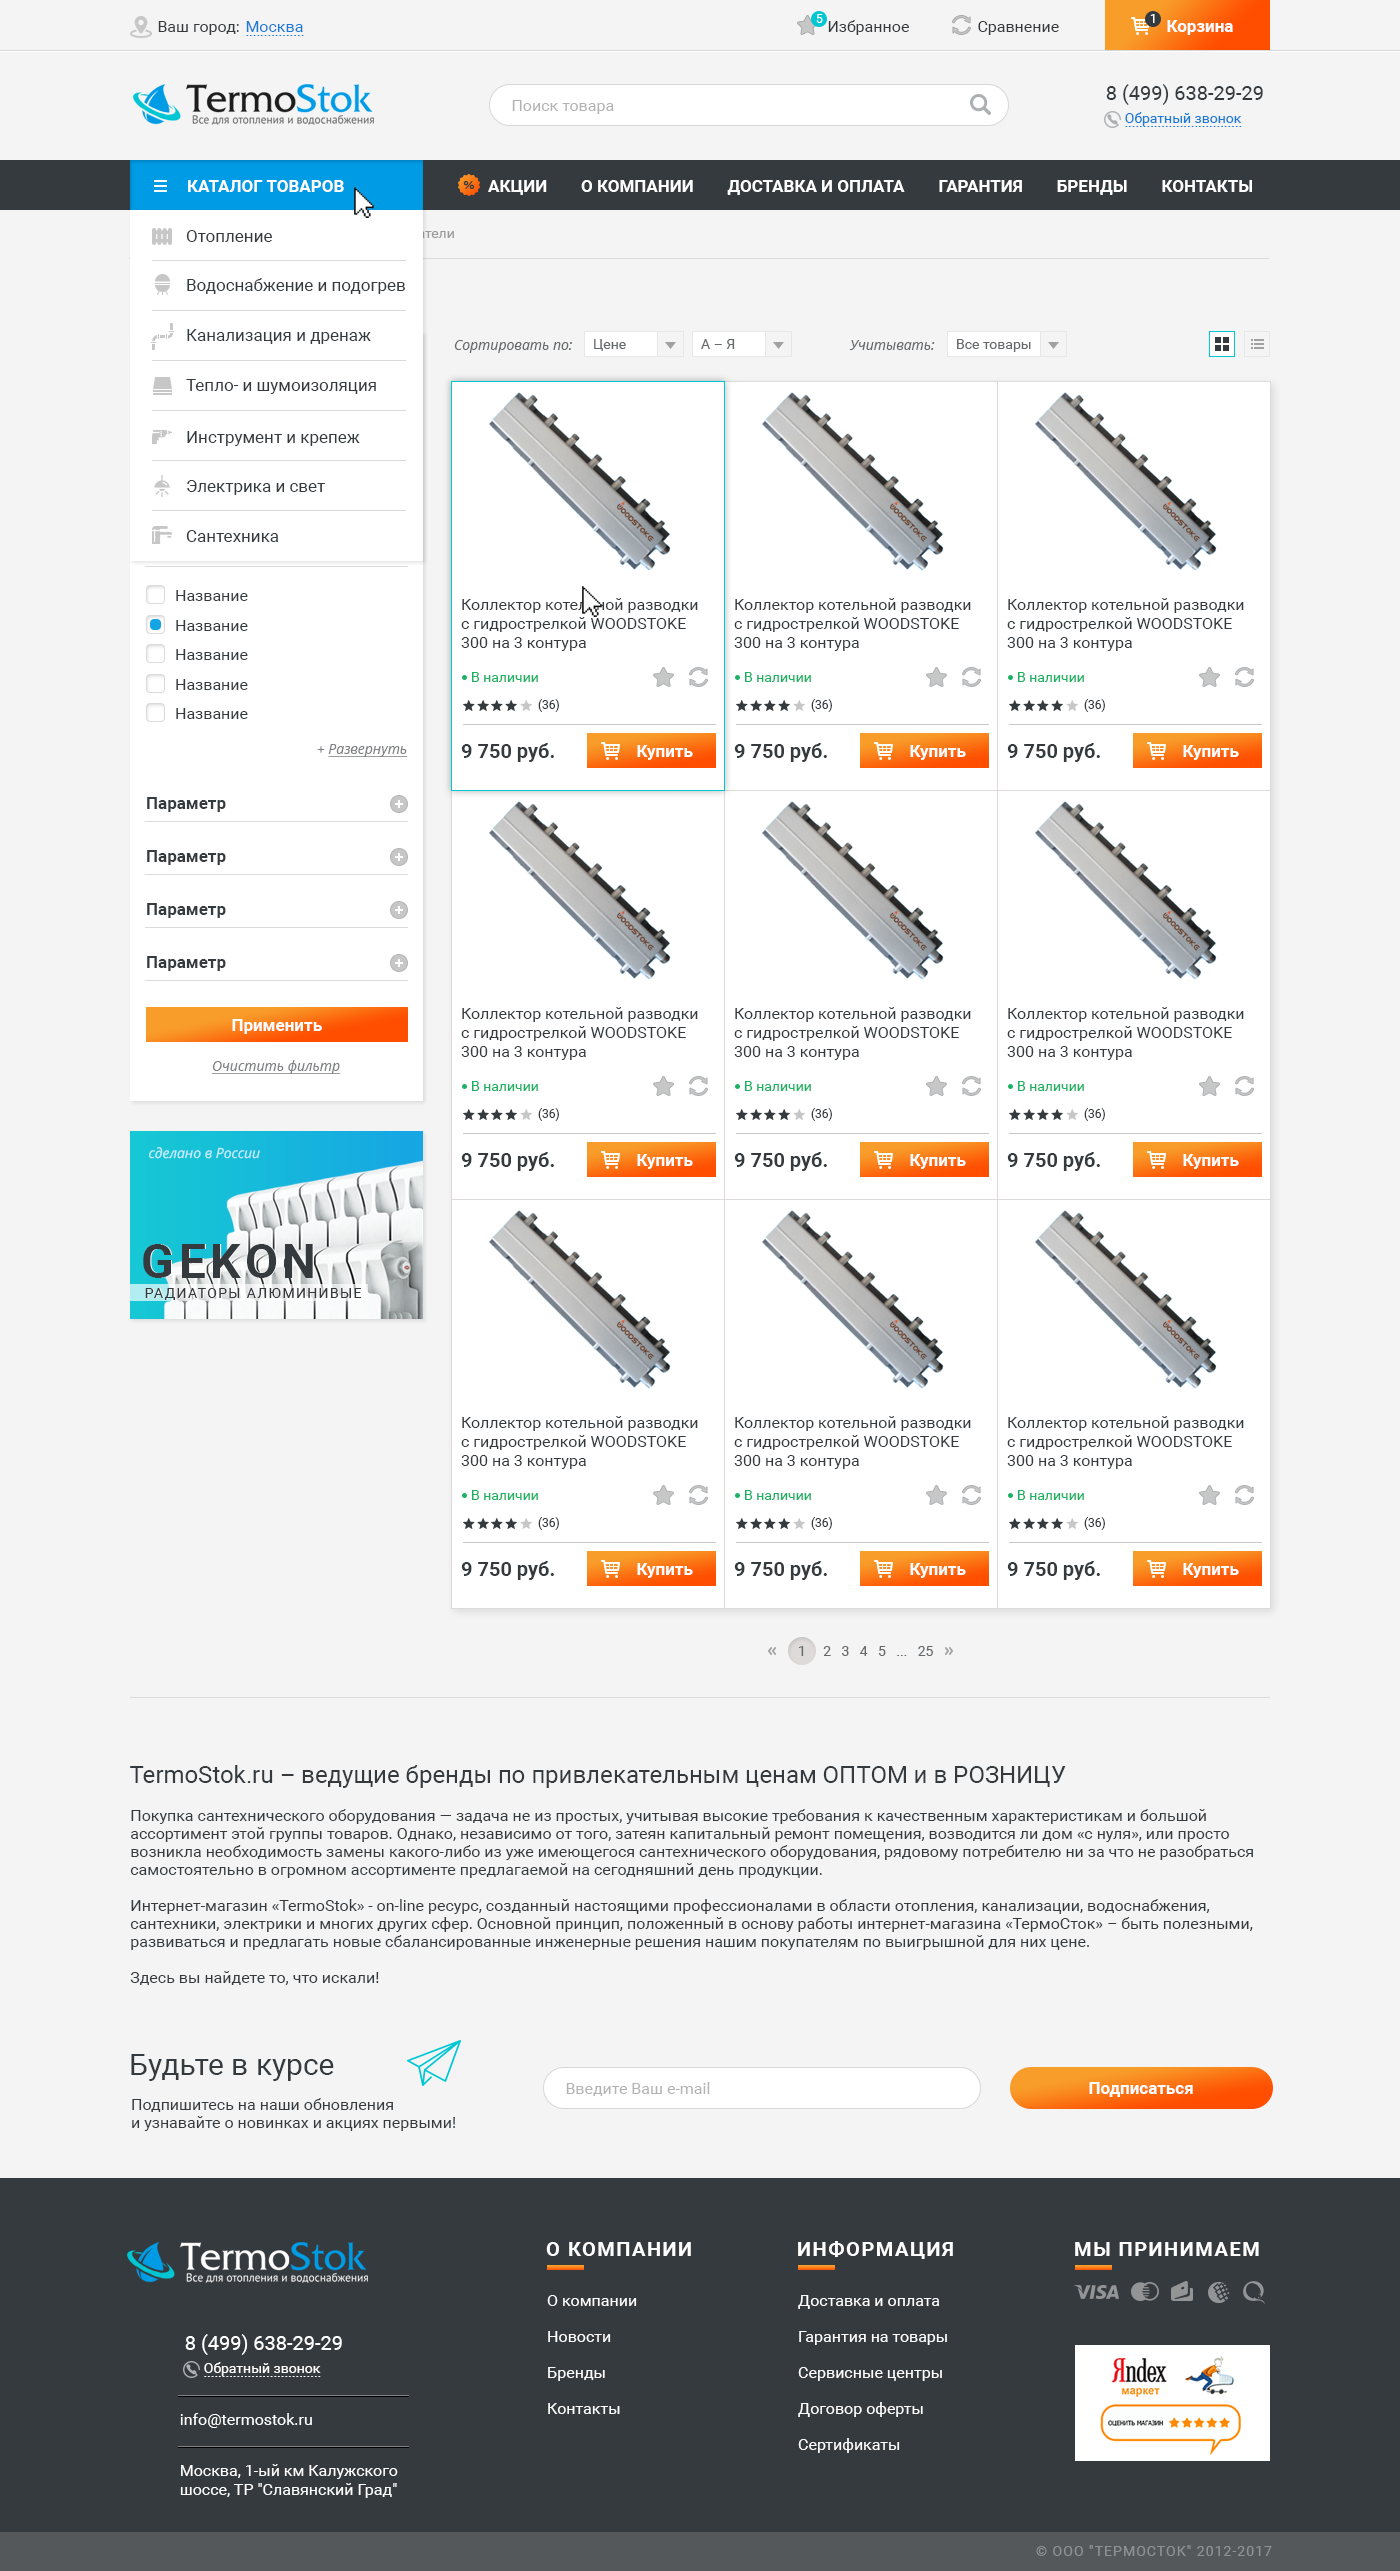 Ваш город: Москва
5 Избранное
Сравнение
1 Корзина
TermoStok
Все для отопления и водоснабжения
Поиск товара
8 (499) 638-29-29
Обратный звонок
КАТАЛОГ ТОВАРОВ
% АКЦИИ
О КОМПАНИИ
ДОСТАВКА И ОПЛАТА
ГАРАНТИЯ
БРЕНДЫ
КОНТАКТЫ
Отопление
Водоснабжение и подогрев
Канализация и дренаж
Тепло- и шумоизоляция
Инструмент и крепеж
Электрика и свет
Сантехника
Название
Название
Название
Название
Название
+ Развернуть
Параметр
Параметр
Параметр
Параметр
Применить
Очистить фильтр
сделано в России
GEKON
РАДИАТОРЫ АЛЮМИНИВЫЕ
Сортировать по: Цене А – Я Учитывать: Все товары
WOODSTOKE
Коллектор котельной разводки
с гидрострелкой WOODSTOKE
300 на 3 контура
• В наличии
(36)
9 750 руб. Купить
WOODSTOKE
Коллектор котельной разводки
с гидрострелкой WOODSTOKE
300 на 3 контура
• В наличии
(36)
9 750 руб. Купить
WOODSTOKE
Коллектор котельной разводки
с гидрострелкой WOODSTOKE
300 на 3 контура
• В наличии
(36)
9 750 руб. Купить
WOODSTOKE
Коллектор котельной разводки
с гидрострелкой WOODSTOKE
300 на 3 контура
• В наличии
(36)
9 750 руб. Купить
WOODSTOKE
Коллектор котельной разводки
с гидрострелкой WOODSTOKE
300 на 3 контура
• В наличии
(36)
9 750 руб. Купить
WOODSTOKE
Коллектор котельной разводки
с гидрострелкой WOODSTOKE
300 на 3 контура
• В наличии
(36)
9 750 руб. Купить
WOODSTOKE
Коллектор котельной разводки
с гидрострелкой WOODSTOKE
300 на 3 контура
• В наличии
(36)
9 750 руб. Купить
WOODSTOKE
Коллектор котельной разводки
с гидрострелкой WOODSTOKE
300 на 3 контура
• В наличии
(36)
9 750 руб. Купить
WOODSTOKE
Коллектор котельной разводки
с гидрострелкой WOODSTOKE
300 на 3 контура
• В наличии
(36)
9 750 руб. Купить
« 1 2 3 4 5 ... 25 »
TermoStok.ru – ведущие бренды по привлекательным ценам ОПТОМ и в РОЗНИЦУ
Покупка сантехнического оборудования — задача не из простых, учитывая высокие требования к качественным характеристикам и большой
ассортимент этой группы товаров. Однако, независимо от того, затеян капитальный ремонт помещения, возводится ли дом «с нуля», или просто
возникла необходимость замены какого-либо из уже имеющегося сантехнического оборудования, рядовому потребителю ни за что не разобраться
самостоятельно в огромном ассортименте предлагаемой на сегодняшний день продукции.
Интернет-магазин «TermoStok» - on-line ресурс, созданный настоящими профессионалами в области отопления, канализации, водоснабжения,
сантехники, электрики и многих других сфер. Основной принцип, положенный в основу работы интернет-магазина «ТермоСток» – быть полезными,
развиваться и предлагать новые сбалансированные инженерные решения нашим покупателям по выигрышной для них цене.
Здесь вы найдете то, что искали!
Будьте в курсе
Подпишитесь на наши обновления
и узнавайте о новинках и акциях первыми!
Введите Ваш e-mail
Подписаться
TermoStok
Все для отопления и водоснабжения
8 (499) 638-29-29
Обратный звонок
info@termostok.ru
Москва, 1-ый км Калужского
шоссе, ТР "Славянский Град"
О КОМПАНИИ
О компании
Новости
Бренды
Контакты
ИНФОРМАЦИЯ
Доставка и оплата
Гарантия на товары
Сервисные центры
Договор оферты
Сертификаты
МЫ ПРИНИМАЕМ
VISA
Яndex
маркет
ОЦЕНИТЬ МАГАЗИН
© ООО "ТЕРМОСТОК" 2012-2017